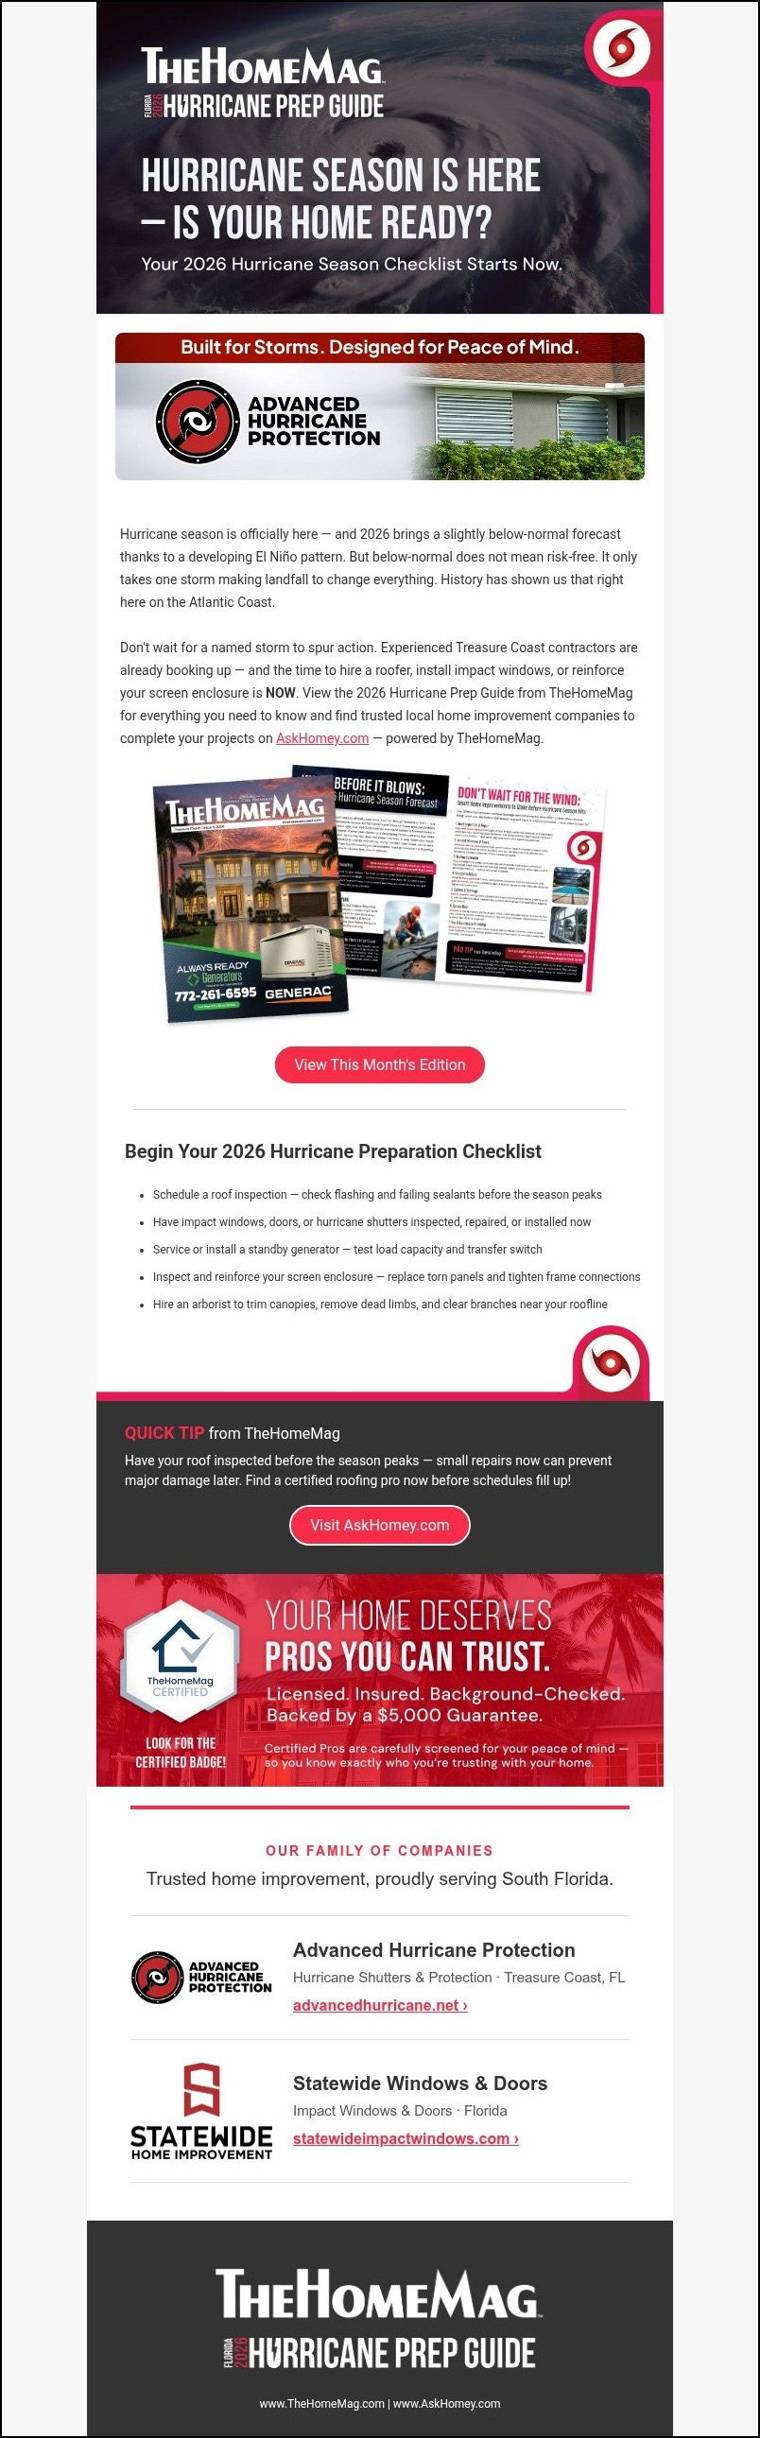 THEHOMEMAG
FLORIDA 2026 HURRICANE PREP GUIDE
HURRICANE SEASON IS HERE
— IS YOUR HOME READY?
Your 2026 Hurricane Season Checklist Starts Now.
Built for Storms. Designed for Peace of Mind.
ADVANCED
HURRICANE
PROTECTION
Hurricane season is officially here — and 2026 brings a slightly below-normal forecast
thanks to a developing El Niño pattern. But below-normal does not mean risk-free. It only
takes one storm making landfall to change everything. History has shown us that right
here on the Atlantic Coast.
Don't wait for a named storm to spur action. Experienced Treasure Coast contractors are
already booking up — and the time to hire a roofer, install impact windows, or reinforce
your screen enclosure is NOW. View the 2026 Hurricane Prep Guide from TheHomeMag
for everything you need to know and find trusted local home improvement companies to
complete your projects on AskHomey.com — powered by TheHomeMag.
THEHOMEMAG
ALWAYS READY
Generators
772-261-6595
GENERAC
BEFORE IT BLOWS:
Hurricane Season Forecast
DON'T WAIT FOR THE WIND:
Smart Home Improvements to Make Before Hurricane Season Hits
PRO TIP
View This Month's Edition
Begin Your 2026 Hurricane Preparation Checklist
• Schedule a roof inspection — check flashing and failing sealants before the season peaks
• Have impact windows, doors, or hurricane shutters inspected, repaired, or installed now
• Service or install a standby generator — test load capacity and transfer switch
• Inspect and reinforce your screen enclosure — replace torn panels and tighten frame connections
• Hire an arborist to trim canopies, remove dead limbs, and clear branches near your roofline
QUICK TIP from TheHomeMag
Have your roof inspected before the season peaks — small repairs now can prevent
major damage later. Find a certified roofing pro now before schedules fill up!
Visit AskHomey.com
TheHomeMag
CERTIFIED
LOOK FOR THE
CERTIFIED BADGE!
YOUR HOME DESERVES
PROS YOU CAN TRUST.
Licensed. Insured. Background-Checked.
Backed by a $5,000 Guarantee.
Certified Pros are carefully screened for your peace of mind —
so you know exactly who you're trusting with your home.
OUR FAMILY OF COMPANIES
Trusted home improvement, proudly serving South Florida.
ADVANCED
HURRICANE
PROTECTION
Advanced Hurricane Protection
Hurricane Shutters & Protection · Treasure Coast, FL
advancedhurricane.net ›
STATEWIDE
HOME IMPROVEMENT
Statewide Windows & Doors
Impact Windows & Doors · Florida
statewideimpactwindows.com ›
THEHOMEMAG
FLORIDA 2026 HURRICANE PREP GUIDE
www.TheHomeMag.com | www.AskHomey.com